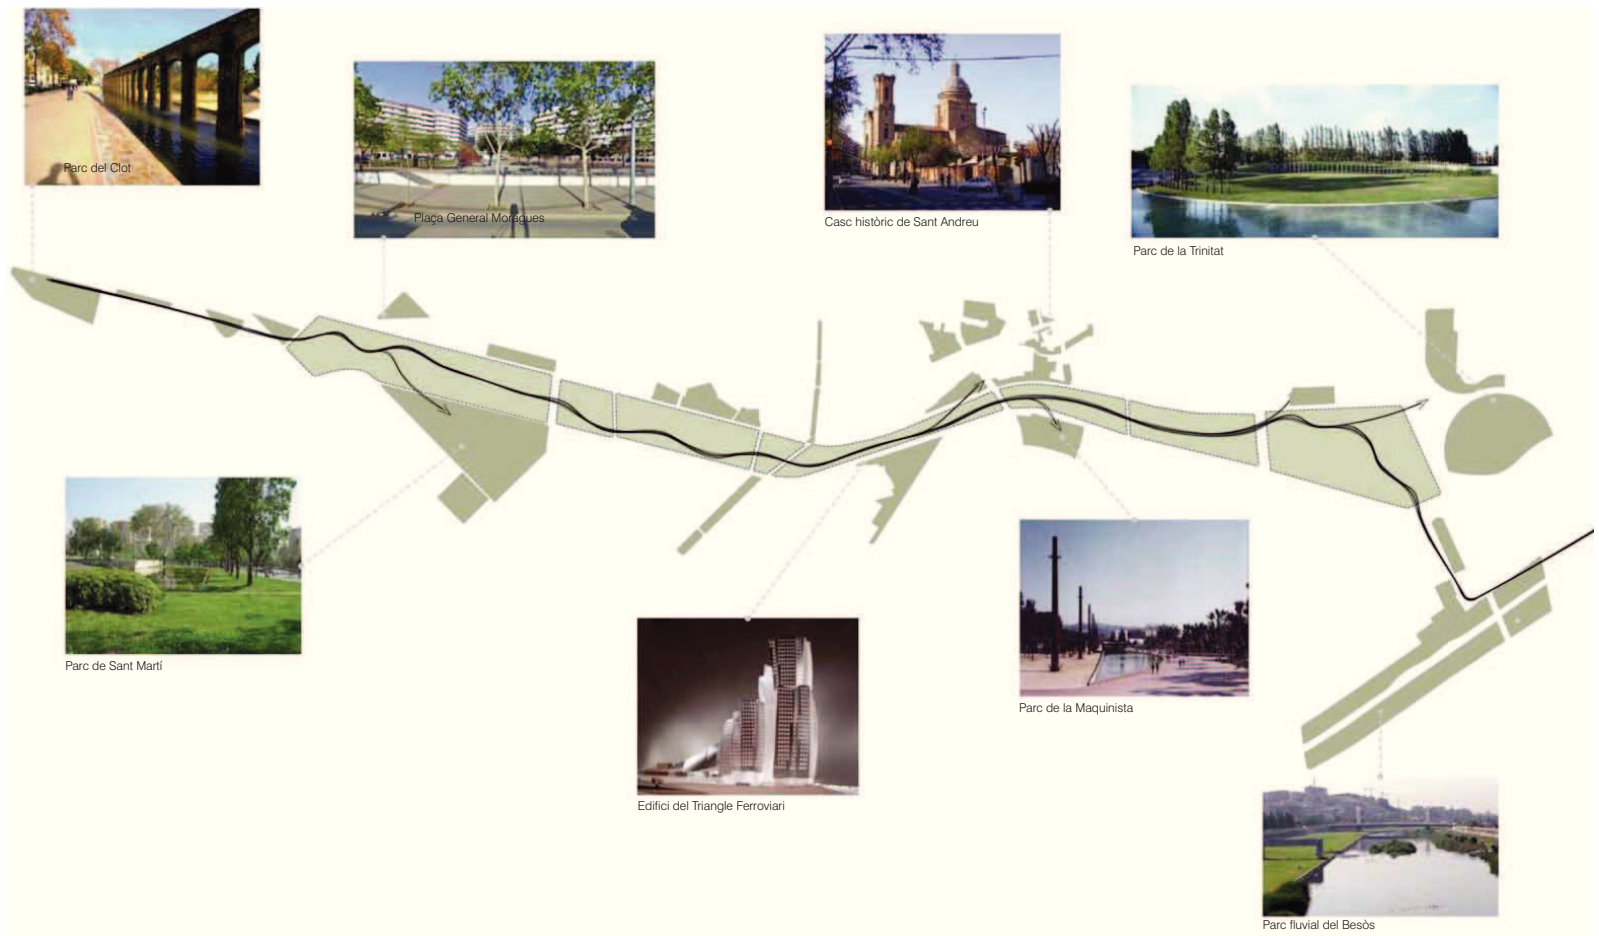 Parc del Clot
Plaça General Moragues
Casc històric de Sant Andreu
Parc de la Trinitat
Parc de Sant Martí
Parc de la Maquinista
Edifici del Triangle Ferroviari
Parc fluvial del Besòs